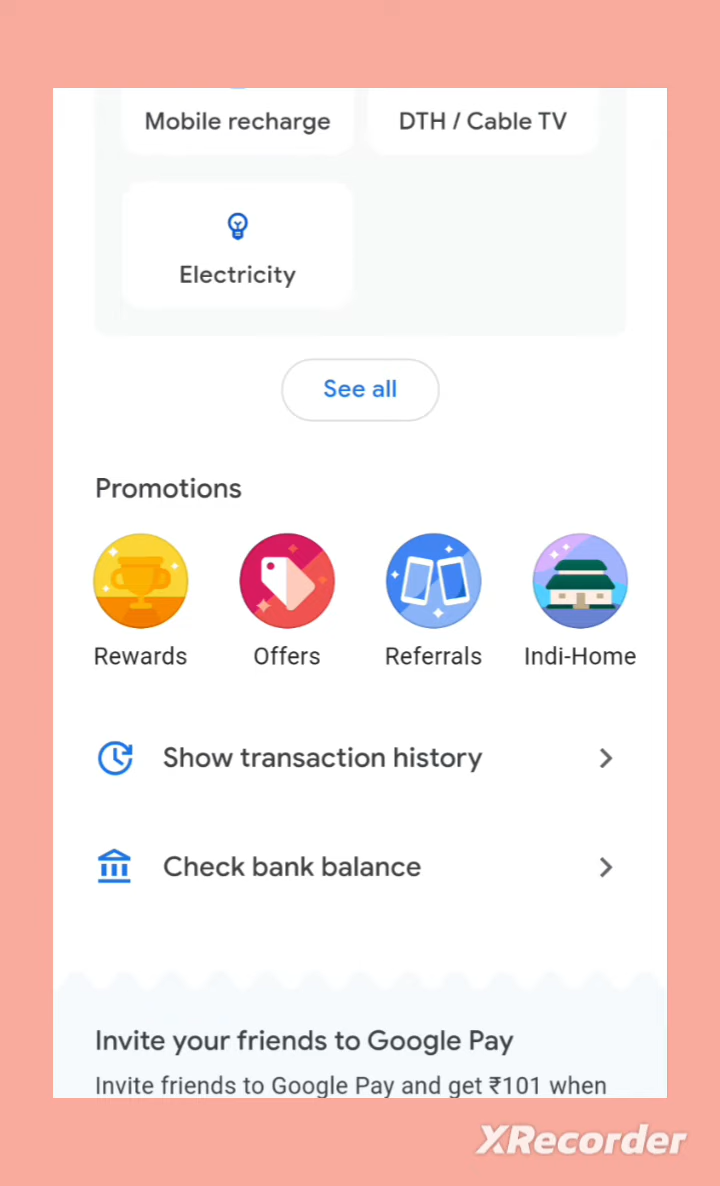 Mobile recharge DTH / Cable TV
Electricity
See all
Promotions
Rewards Offers Referrals Indi-Home
Show transaction history
Check bank balance
Invite your friends to Google Pay
Invite friends to Google Pay and get ₹101 when
XRecorder